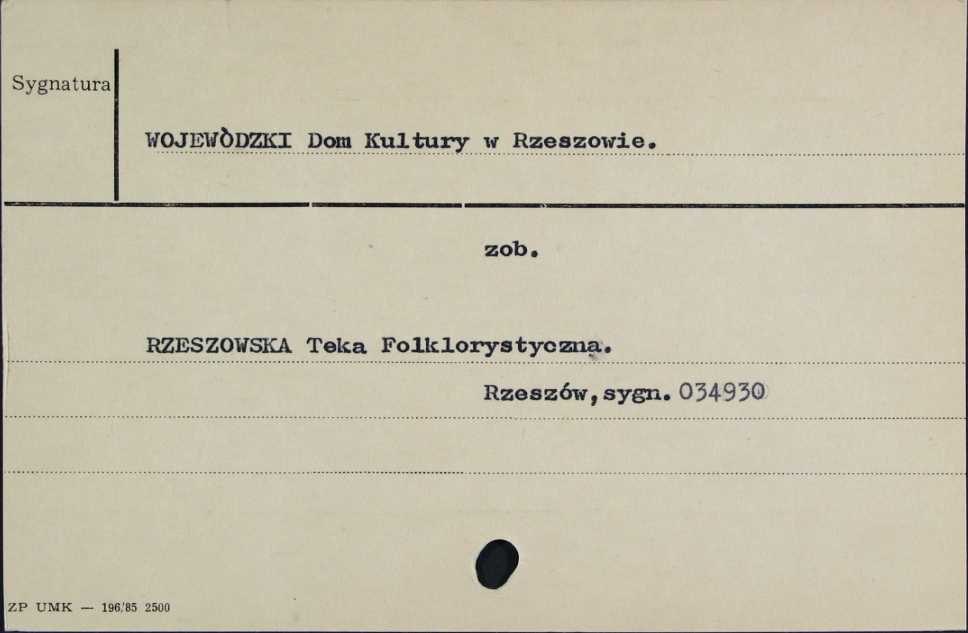 Sygnatura
WOJEWÒDZKI Dom Kultury w Rzeszowie.
zob.
RZESZOWSKA Teka Folklorystyczna.
Rzeszów,sygn. 034930
ZP UMK — 196/85 2500